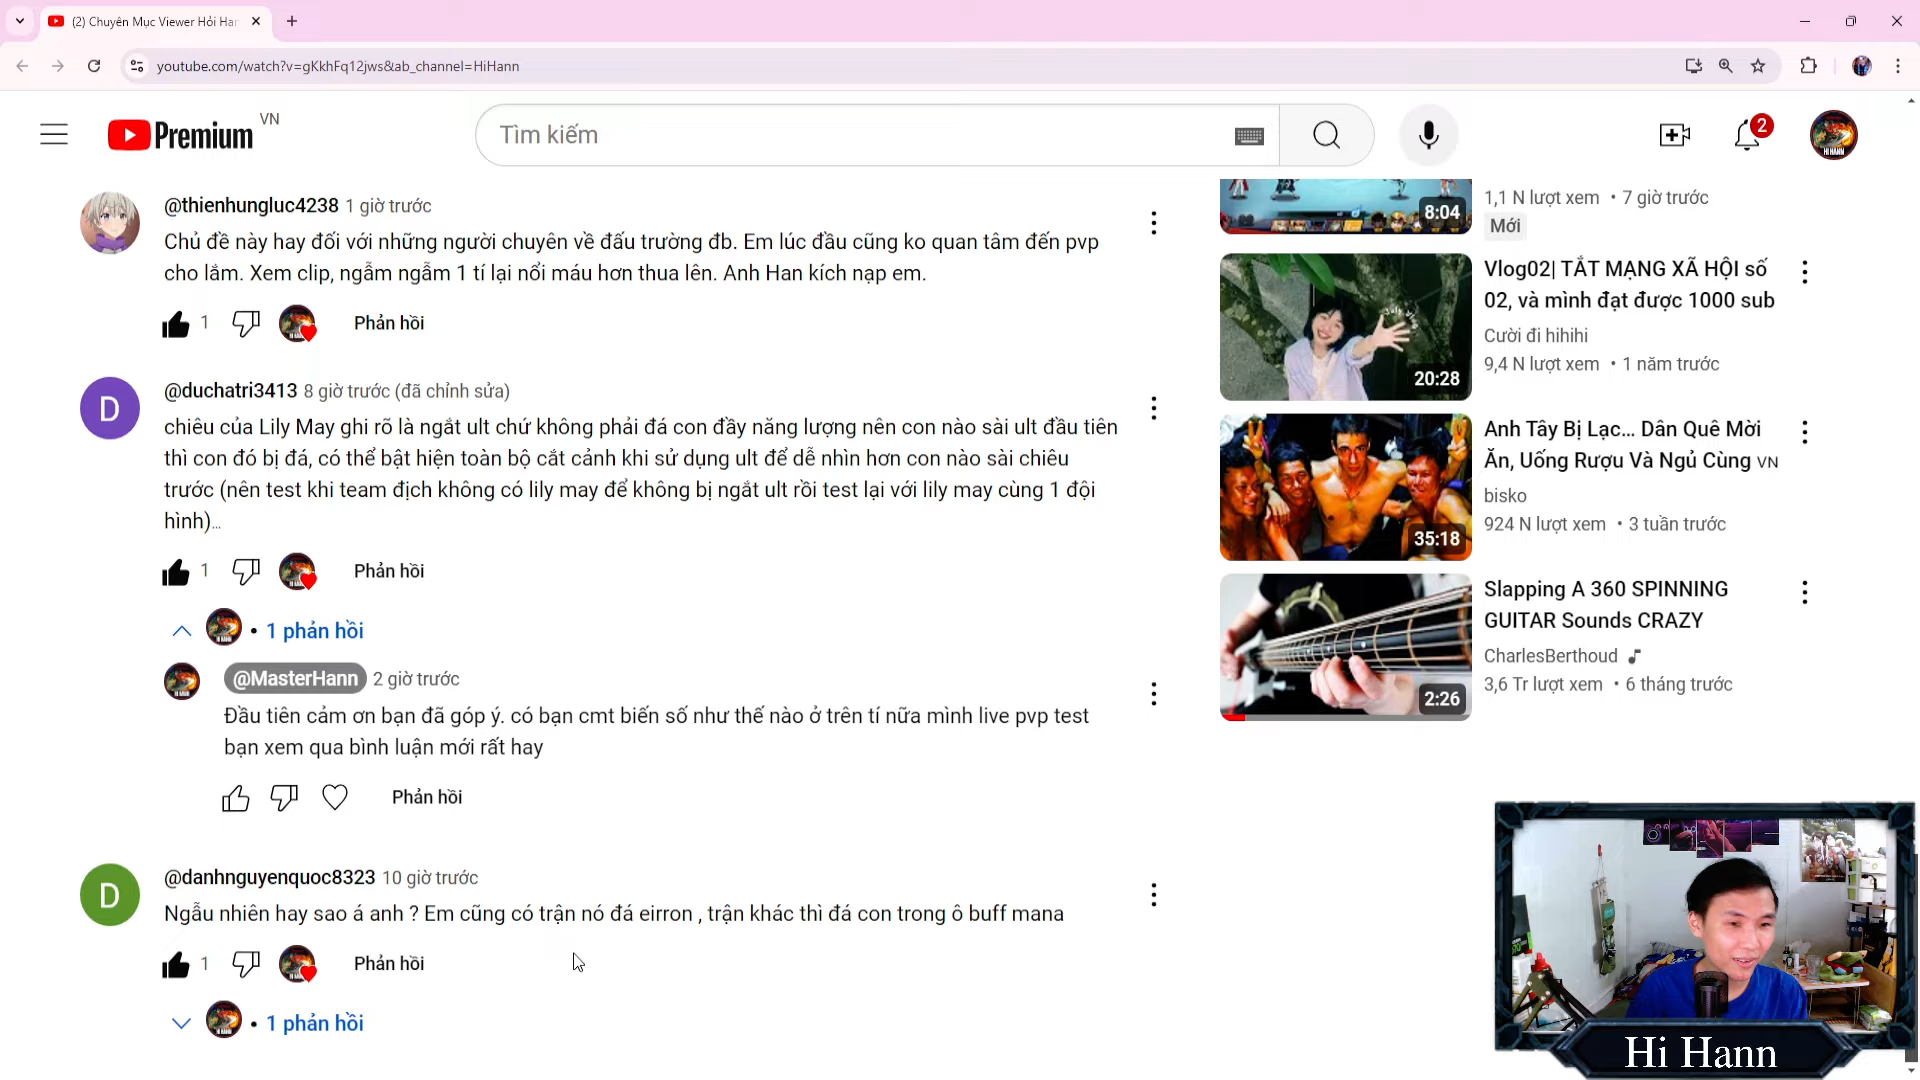 (2) Chuyên Mục Viewer Hỏi Han
youtube.com/watch?v=gKkhFq12jws&ab_channel=HiHann
Premium VN
Tìm kiếm
2
@thienhungluc4238 1 giờ trước
Chủ đề này hay đối với những người chuyên về đấu trường đb. Em lúc đầu cũng ko quan tâm đến pvp
cho lắm. Xem clip, ngẫm ngẫm 1 tí lại nổi máu hơn thua lên. Anh Han kích nạp em.
1 Phản hồi
D
@duchatri3413 8 giờ trước (đã chỉnh sửa)
chiêu của Lily May ghi rõ là ngắt ult chứ không phải đá con đầy năng lượng nên con nào sài ult đầu tiên
thì con đó bị đá, có thể bật hiện toàn bộ cắt cảnh khi sử dụng ult để dễ nhìn hơn con nào sài chiêu
trước (nên test khi team địch không có lily may để không bị ngắt ult rồi test lại với lily may cùng 1 đội
hình)...
1 Phản hồi
• 1 phản hồi
@MasterHann 2 giờ trước
Đầu tiên cảm ơn bạn đã góp ý. có bạn cmt biến số như thế nào ở trên tí nữa mình live pvp test
bạn xem qua bình luận mới rất hay
Phản hồi
D
@danhnguyenquoc8323 10 giờ trước
Ngẫu nhiên hay sao á anh ? Em cũng có trận nó đá eirron , trận khác thì đá con trong ô buff mana
1 Phản hồi
• 1 phản hồi
8:04
1,1 N lượt xem • 7 giờ trước
Mới
20:28
Vlog02| TẮT MẠNG XÃ HỘI số
02, và mình đạt được 1000 sub
Cười đi hihihi
9,4 N lượt xem • 1 năm trước
35:18
Anh Tây Bị Lạc... Dân Quê Mời
Ăn, Uống Rượu Và Ngủ Cùng VN
bisko
924 N lượt xem • 3 tuần trước
2:26
Slapping A 360 SPINNING
GUITAR Sounds CRAZY
CharlesBerthoud
3,6 Tr lượt xem • 6 tháng trước
Hi Hann